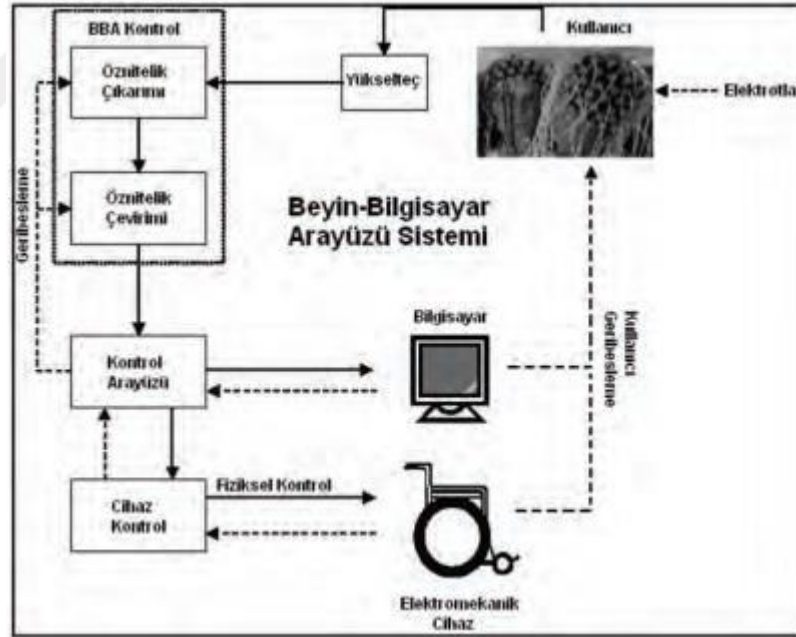 BBA Kontrol
Kullanıcı
Öznitelik
Çıkarımı
Yükselteç
Elektrotla
Öznitelik
Çevirimi
Geribesleme
Beyin-Bilgisayar
Arayüzü Sistemi
Bilgisayar
Kontrol
Arayüzü
Kullanıcı
Geribesleme
Fiziksel Kontrol
Cihaz
Kontrol
Elektromekanik
Cihaz